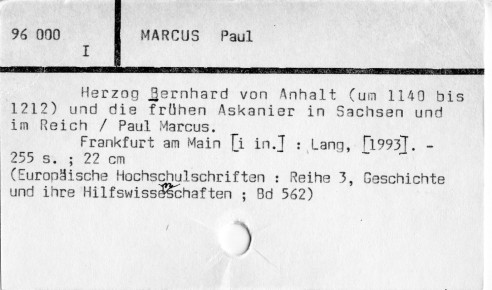 96 000
I
MARCUS Paul
Herzog Bernhard von Anhalt (um 1140 bis
1212) und die frühen Askanier in Sachsen und
im Reich / Paul Marcus.
Frankfurt am Main [i in.] : Lang, [1993]. -
255 s. ; 22 cm
(Europäische Hochschulschriften : Reihe 3, Geschichte
und ihre Hilfswissenschaften ; Bd 562)